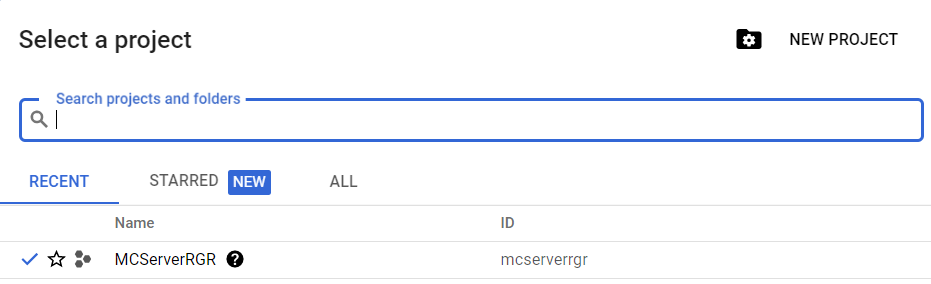 Select a project
NEW PROJECT
Search projects and folders
RECENT
STARRED NEW
ALL
Name ID
MCServerRGR mcserverrgr